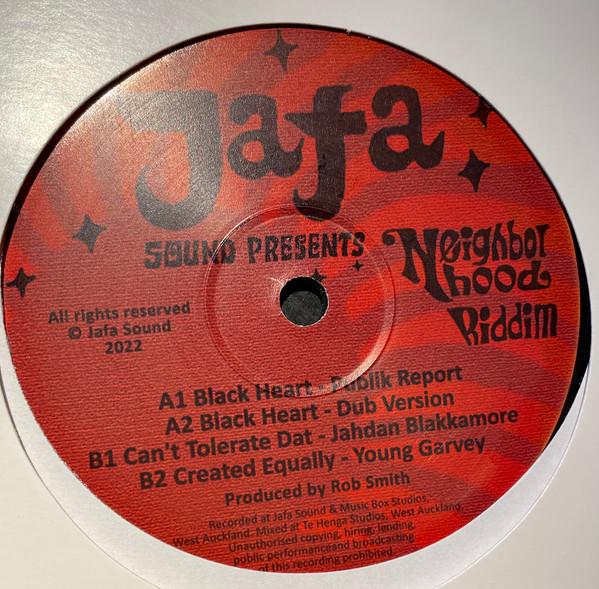 Jafa
SOUND PRESENTS
Neighbor
hood
Riddim
All rights reserved
© Jafa Sound
2022
A1 Black Heart - Publik Report
A2 Black Heart - Dub Version
B1 Can't Tolerate Dat - Jahdan Blakkamore
B2 Created Equally - Young Garvey
Produced by Rob Smith
Recorded at Jafa Sound & Music Box Studios,
West Auckland. Mixed at Te Henga Studios, West Auckland.
Unauthorised copying, hiring, lending,
public performanceand broadcasting
of this recording prohibited.